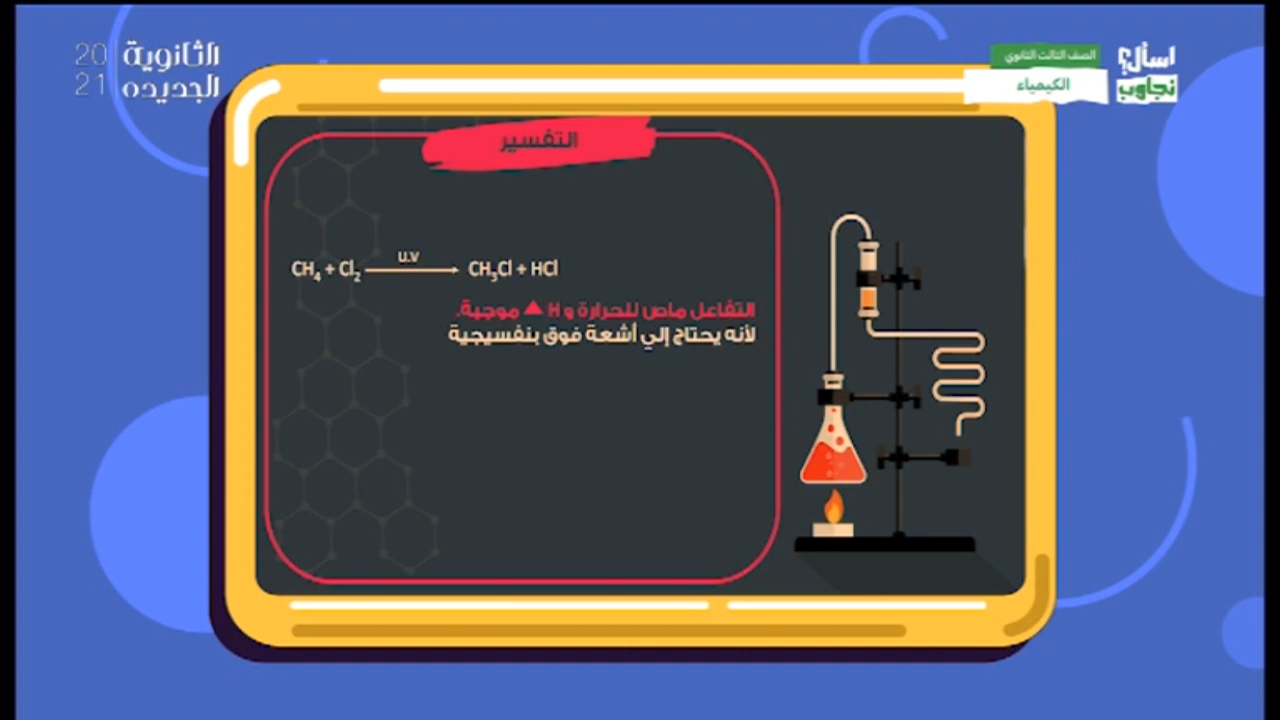 20 الثانوية
21 الجديده
اسأل؟
نجاوب
الصف الثالث الثانوي
الكيمياء
التفسير
CH₄ + Cl₂ u.v → CH₃Cl + HCl
التفاعل ماص للحرارة و H ▲ موجبة.
لأنه يحتاج إلي أشعة فوق بنفسيجية